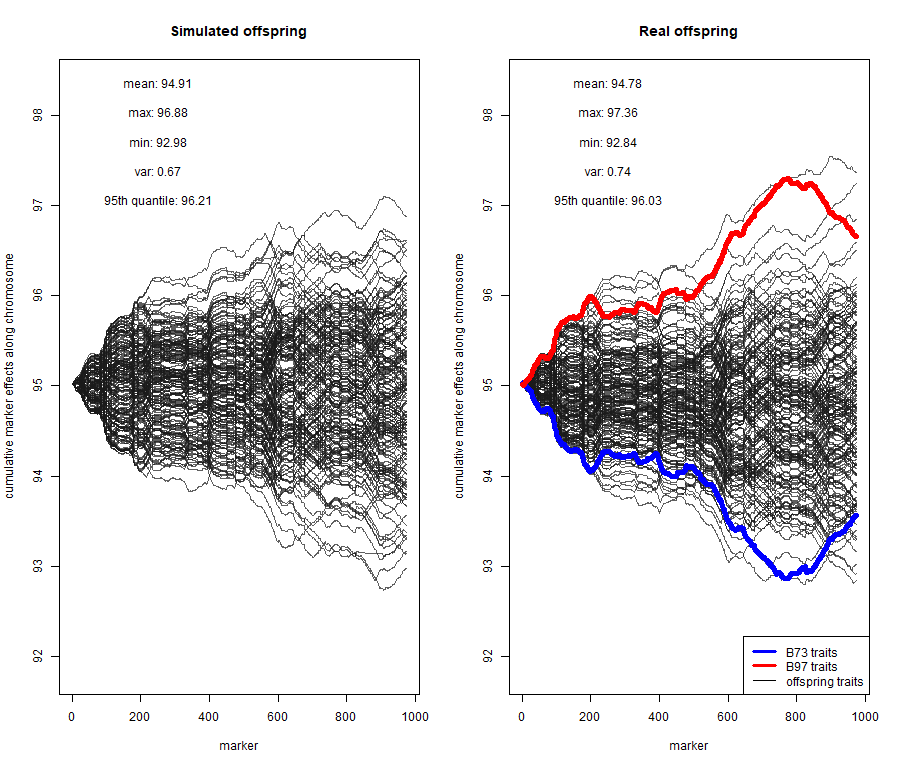 Simulated offspring
mean: 94.91
max: 96.88
min: 92.98
var: 0.67
95th quantile: 96.21
cumulative marker effects along chromosome
98
97
96
95
94
93
92
0 200 400 600 800 1000
marker
Real offspring
mean: 94.78
max: 97.36
min: 92.84
var: 0.74
95th quantile: 96.03
cumulative marker effects along chromosome
98
97
96
95
94
93
92
B73 traits
B97 traits
offspring traits
0 200 400 600 800 1000
marker